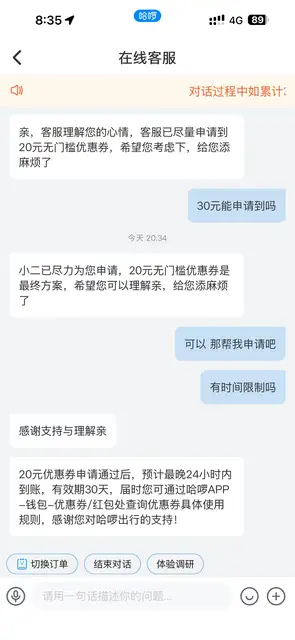 8:35
哈啰
4G
89
在线客服
对话过程中如累计
亲，客服理解您的心情，客服已尽量申请到
20元无门槛优惠券，希望您考虑下，给您添
麻烦了
30元能申请到吗
今天 20:34
小二已尽力为您申请，20元无门槛优惠券是
最终方案，希望您可以理解亲，给您添麻烦
了
可以 那帮我申请吧
有时间限制吗
感谢支持与理解亲
20元优惠券申请通过后，预计最晚24小时内
到账，有效期30天，届时您可通过哈啰APP
-钱包-优惠券/红包处查询优惠券具体使用
规则，感谢您对哈啰出行的支持！
切换订单
结束对话
体验调研
请用一句话描述你的问题...